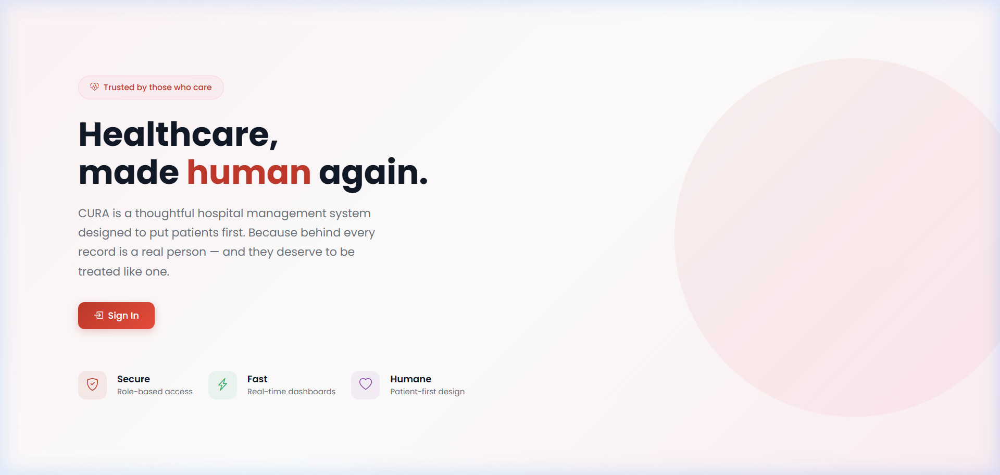 Trusted by those who care
Healthcare,
made human again.
CURA is a thoughtful hospital management system
designed to put patients first. Because behind every
record is a real person — and they deserve to be
treated like one.
Sign In
Secure
Role-based access
Fast
Real-time dashboards
Humane
Patient-first design